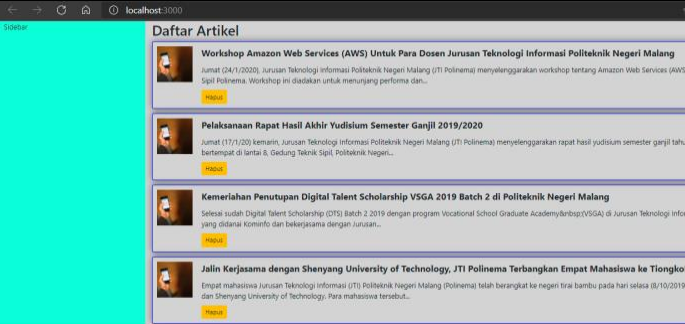 localhost:3000
Sidebar
Daftar Artikel
Workshop Amazon Web Services (AWS) Untuk Para Dosen Jurusan Teknologi Informasi Politeknik Negeri Malang
Jumat (24/1/2020), Jurusan Teknologi Informasi Politeknik Negeri Malang (JTI Polinema) menyelenggarakan workshop tentang Amazon Web Services (AWS
Sipil Polinema. Workshop ini diadakan untuk menunjang performa dan...
Hapus
Pelaksanaan Rapat Hasil Akhir Yudisium Semester Ganjil 2019/2020
Jumat (17/1/20) kemarin, Jurusan Teknologi Informasi Politeknik Negeri Malang (JTI Polinema) menyelenggarakan rapat hasil yudisium semester ganjil tahu
bertempat di lantai 8, Gedung Teknik Sipil, Politeknik Negeri...
Hapus
Kemeriahan Penutupan Digital Talent Scholarship VSGA 2019 Batch 2 di Politeknik Negeri Malang
Selesai sudah Digital Talent Scholarship (DTS) Batch 2 2019 dengan program Vocational School Graduate Academy&nbsp;(VSGA) di Jurusan Teknologi Infor
yang didanai Kominfo dan bekerjasama dengan Jurusan...
Hapus
Jalin Kerjasama dengan Shenyang University of Technology, JTI Polinema Terbangkan Empat Mahasiswa ke Tiongko
Empat mahasiswa Jurusan Teknologi Informasi (JTI) Politeknik Negeri Malang (Polinema) telah berangkat ke negeri tirai bambu pada hari selasa (8/10/2019
dan Shenyang University of Technology. Para mahasiswa tersebut...
Hapus